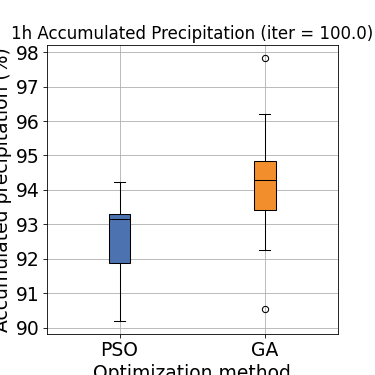 1h Accumulated Precipitation (iter = 100.0)
98
97
96
95
94
93
92
91
90
Accumulated precipitation (%)
PSO GA
Optimization method